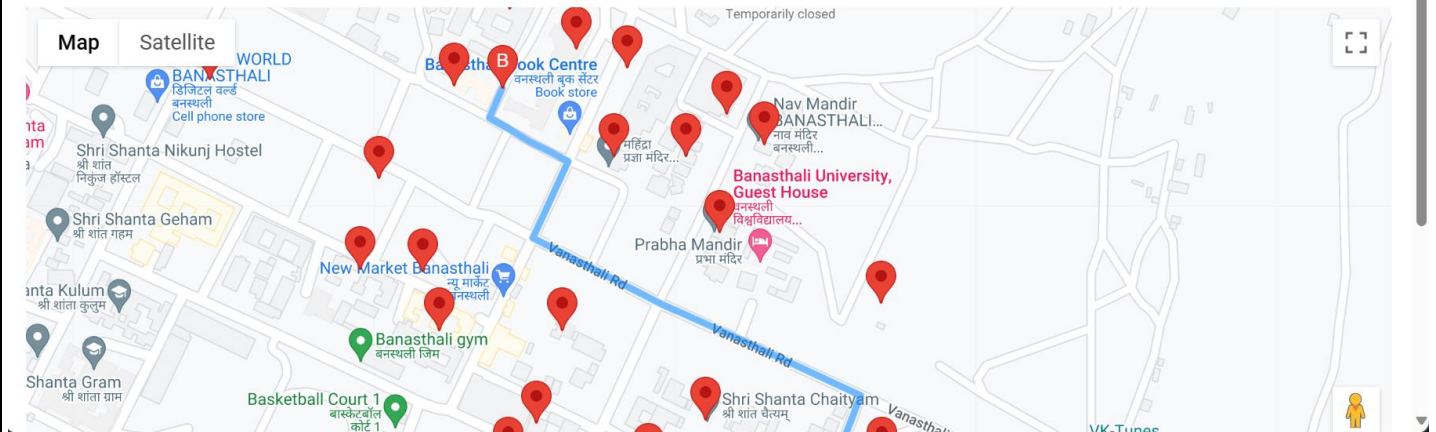 Temporarily closed
Map
Satellite
WORLD
BANASTHALI
डिजिटल वर्ल्ड
बनस्थली
Cell phone store
B
Book Centre
वनस्थली बुक सेंटर
Book store
Nav Mandir
BANASTHALI...
नाव मंदिर
बनस्थली...
महिंद्रा
प्रज्ञा मंदिर...
Shri Shanta Nikunj Hostel
श्री शांत
निकुंज हॉस्टल
Banasthali University,
Guest House
वनस्थली
विश्वविद्यालय...
Shri Shanta Geham
श्री शांत गहम
Prabha Mandir
प्रभा मंदिर
New Market Banasthali
न्यू मार्केट
बनस्थली
Vanasthali Rd
anta Kulum
श्री शांता कुलुम
Banasthali gym
बनस्थली जिम
Vanasthali Rd
Shanta Gram
श्री शांता ग्राम
Basketball Court 1
बास्केटबॉल
कोर्ट 1
Shri Shanta Chaityam
श्री शांत चैत्यम्
Vanasthali
VK-Tunes